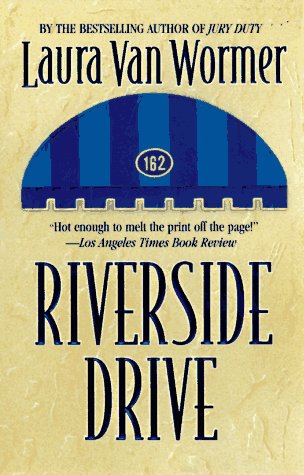 BY THE BESTSELLING AUTHOR OF JURY DUTY
Laura Van Wormer
162
“Hot enough to melt the print off the page!”
—Los Angeles Times Book Review
RIVERSIDE
DRIVE